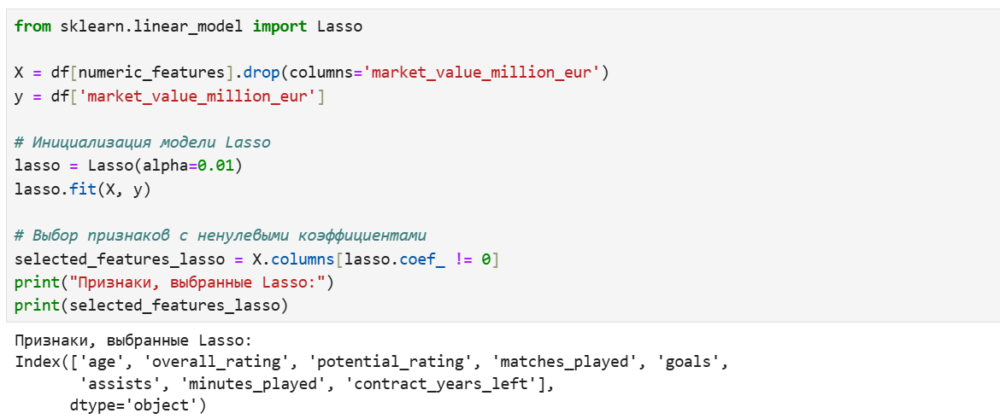 from sklearn.linear_model import Lasso
X = df[numeric_features].drop(columns='market_value_million_eur')
y = df['market_value_million_eur']
# Инициализация модели Lasso
lasso = Lasso(alpha=0.01)
lasso.fit(X, y)
# Выбор признаков с ненулевыми коэффициентами
selected_features_lasso = X.columns[lasso.coef_ != 0]
print("Признаки, выбранные Lasso:")
print(selected_features_lasso)
Признаки, выбранные Lasso:
Index(['age', 'overall_rating', 'potential_rating', 'matches_played', 'goals',
       'assists', 'minutes_played', 'contract_years_left'],
      dtype='object')